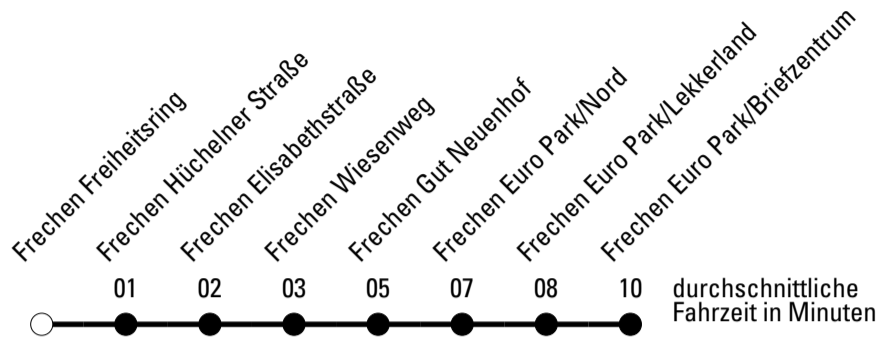 Frechen Freiheitsring
Frechen Hüchelner Straße
Frechen Elisabethstraße
Frechen Wiesenweg
Frechen Gut Neuenhof
Frechen Euro Park/Nord
Frechen Euro Park/Lekkerland
Frechen Euro Park/Briefzentrum
01 02 03 05 07 08 10
durchschnittliche
Fahrzeit in Minuten